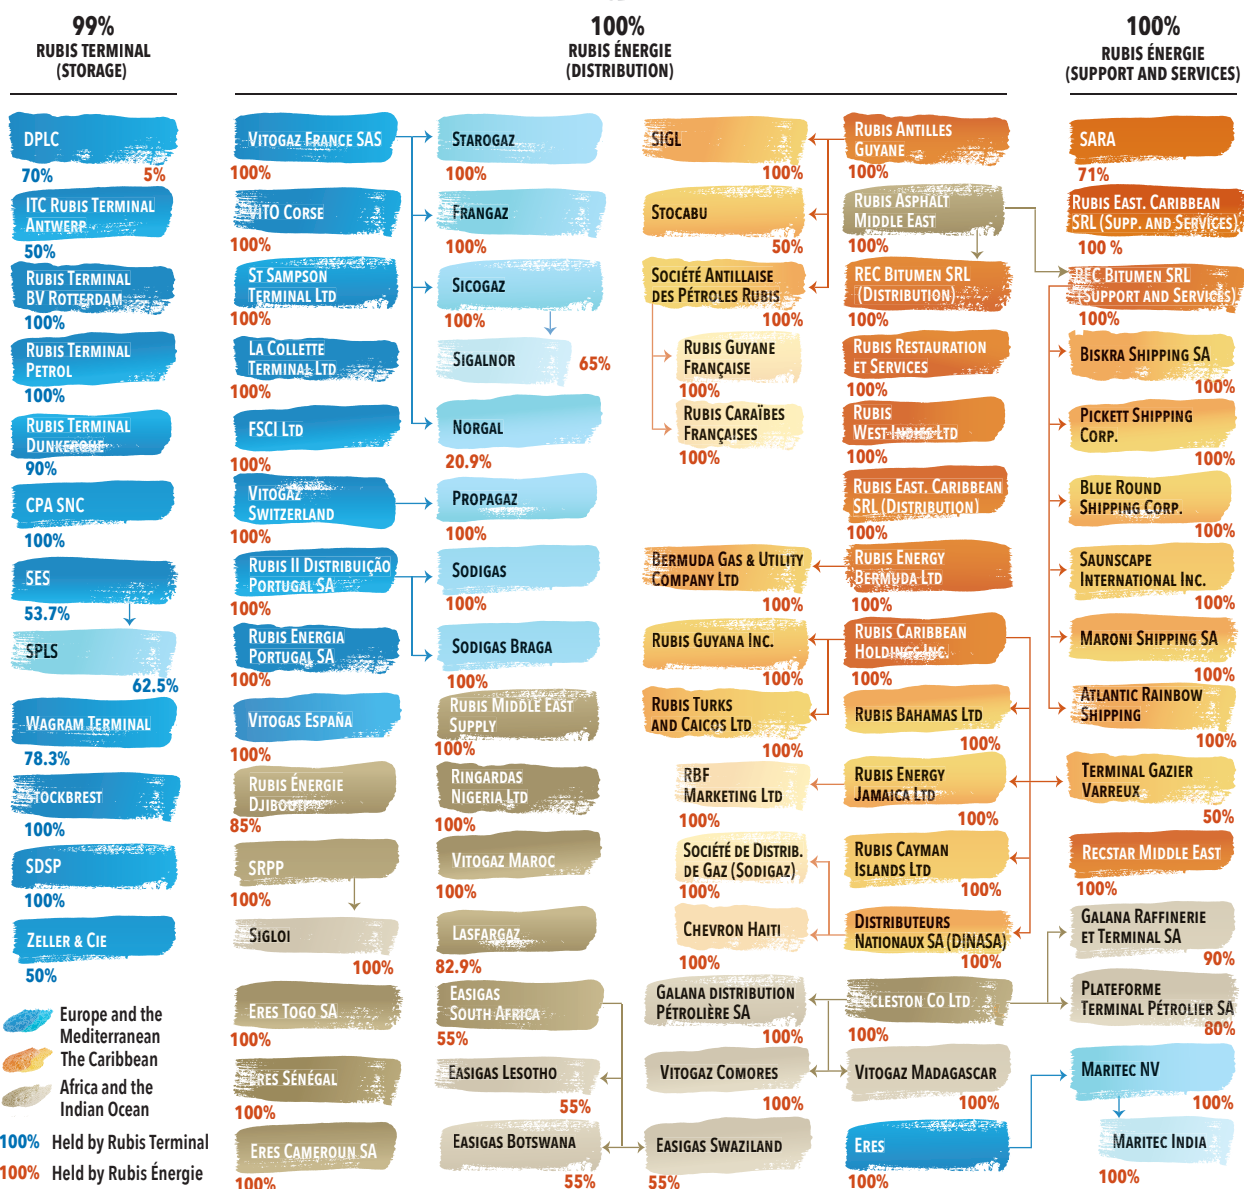 99%
RUBIS TERMINAL
(STORAGE)
100%
RUBIS ÉNERGIE
(DISTRIBUTION)
100%
RUBIS ÉNERGIE
(SUPPORT AND SERVICES)
DPLC
70% 5%
ITC RUBIS TERMINAL
ANTWERP
50%
RUBIS TERMINAL
BV ROTTERDAM
100%
RUBIS TERMINAL
PETROL
100%
RUBIS TERMINAL
DUNKERQUE
90%
CPA SNC
100%
SES
53.7%
SPLS
62.5%
WAGRAM TERMINAL
78.3%
STOCKBREST
100%
SDSP
100%
ZELLER & CIE
50%
Europe and the
Mediterranean
The Caribbean
Africa and the
Indian Ocean
100% Held by Rubis Terminal
100% Held by Rubis Énergie
VITOGAZ FRANCE SAS
100%
VITO CORSE
100%
ST SAMPSON
TERMINAL LTD
100%
LA COLLETTE
TERMINAL LTD
100%
FSCI LTD
100%
VITOGAZ
SWITZERLAND
100%
RUBIS II DISTRIBUIÇÃO
PORTUGAL SA
100%
RUBIS ENERGIA
PORTUGAL SA
100%
VITOGAS ESPAÑA
100%
RUBIS ÉNERGIE
DJIBOUTI
85%
SRPP
100%
SIGLOI
100%
ERES TOGO SA
100%
ERES SÉNÉGAL
100%
ERES CAMEROUN SA
100%
STAROGAZ
100%
FRANGAZ
100%
SICOGAZ
100%
SIGALNOR 65%
NORGAL
20.9%
PROPAGAZ
100%
SODIGAS
100%
SODIGAS BRAGA
100%
RUBIS MIDDLE EAST
SUPPLY
100%
RINGARDAS
NIGERIA LTD
100%
VITOGAZ MAROC
100%
LASFARGAZ
82.9%
EASIGAS
SOUTH AFRICA
55%
EASIGAS LESOTHO
55%
EASIGAS BOTSWANA
55%
SIGL
100%
STOCABU
50%
SOCIÉTÉ ANTILLAISE
DES PÉTROLES RUBIS
100%
RUBIS GUYANE
FRANÇAISE
100%
RUBIS CARAÏBES
FRANÇAISES
100%
BERMUDA GAS & UTILITY
COMPANY LTD
100%
RUBIS GUYANA INC.
100%
RUBIS TURKS
AND CAICOS LTD
100%
RBF
MARKETING LTD
100%
SOCIÉTÉ DE DISTRIB.
DE GAZ (SODIGAZ)
100%
CHEVRON HAITI
100%
GALANA DISTRIBUTION
PÉTROLIÈRE SA
100%
VITOGAZ COMORES
100%
EASIGAS SWAZILAND
55%
RUBIS ANTILLES
GUYANE
100%
RUBIS ASPHALT
MIDDLE EAST
100%
REC BITUMEN SRL
(DISTRIBUTION)
100%
RUBIS RESTAURATION
ET SERVICES
100%
RUBIS
WEST INDIES LTD
100%
RUBIS EAST. CARIBBEAN
SRL (DISTRIBUTION)
100%
RUBIS ENERGY
BERMUDA LTD
100%
RUBIS CARIBBEAN
HOLDINGS INC.
100%
RUBIS BAHAMAS LTD
100%
RUBIS ENERGY
JAMAICA LTD
100%
RUBIS CAYMAN
ISLANDS LTD
100%
DISTRIBUTEURS
NATIONAUX SA (DINASA)
100%
ECCLESTON CO LTD
100%
VITOGAZ MADAGASCAR
100%
ERES
100%
SARA
71%
RUBIS EAST. CARIBBEAN
SRL (SUPP. AND SERVICES)
100 %
REC BITUMEN SRL
(SUPPORT AND SERVICES)
100%
BISKRA SHIPPING SA
100%
PICKETT SHIPPING
CORP.
100%
BLUE ROUND
SHIPPING CORP.
100%
SAUNSCAPE
INTERNATIONAL INC.
100%
MARONI SHIPPING SA
100%
ATLANTIC RAINBOW
SHIPPING
100%
TERMINAL GAZIER
VARREUX
50%
RECSTAR MIDDLE EAST
100%
GALANA RAFFINERIE
ET TERMINAL SA
90%
PLATEFORME
TERMINAL PÉTROLIER SA
80%
MARITEC NV
100%
MARITEC INDIA
100%